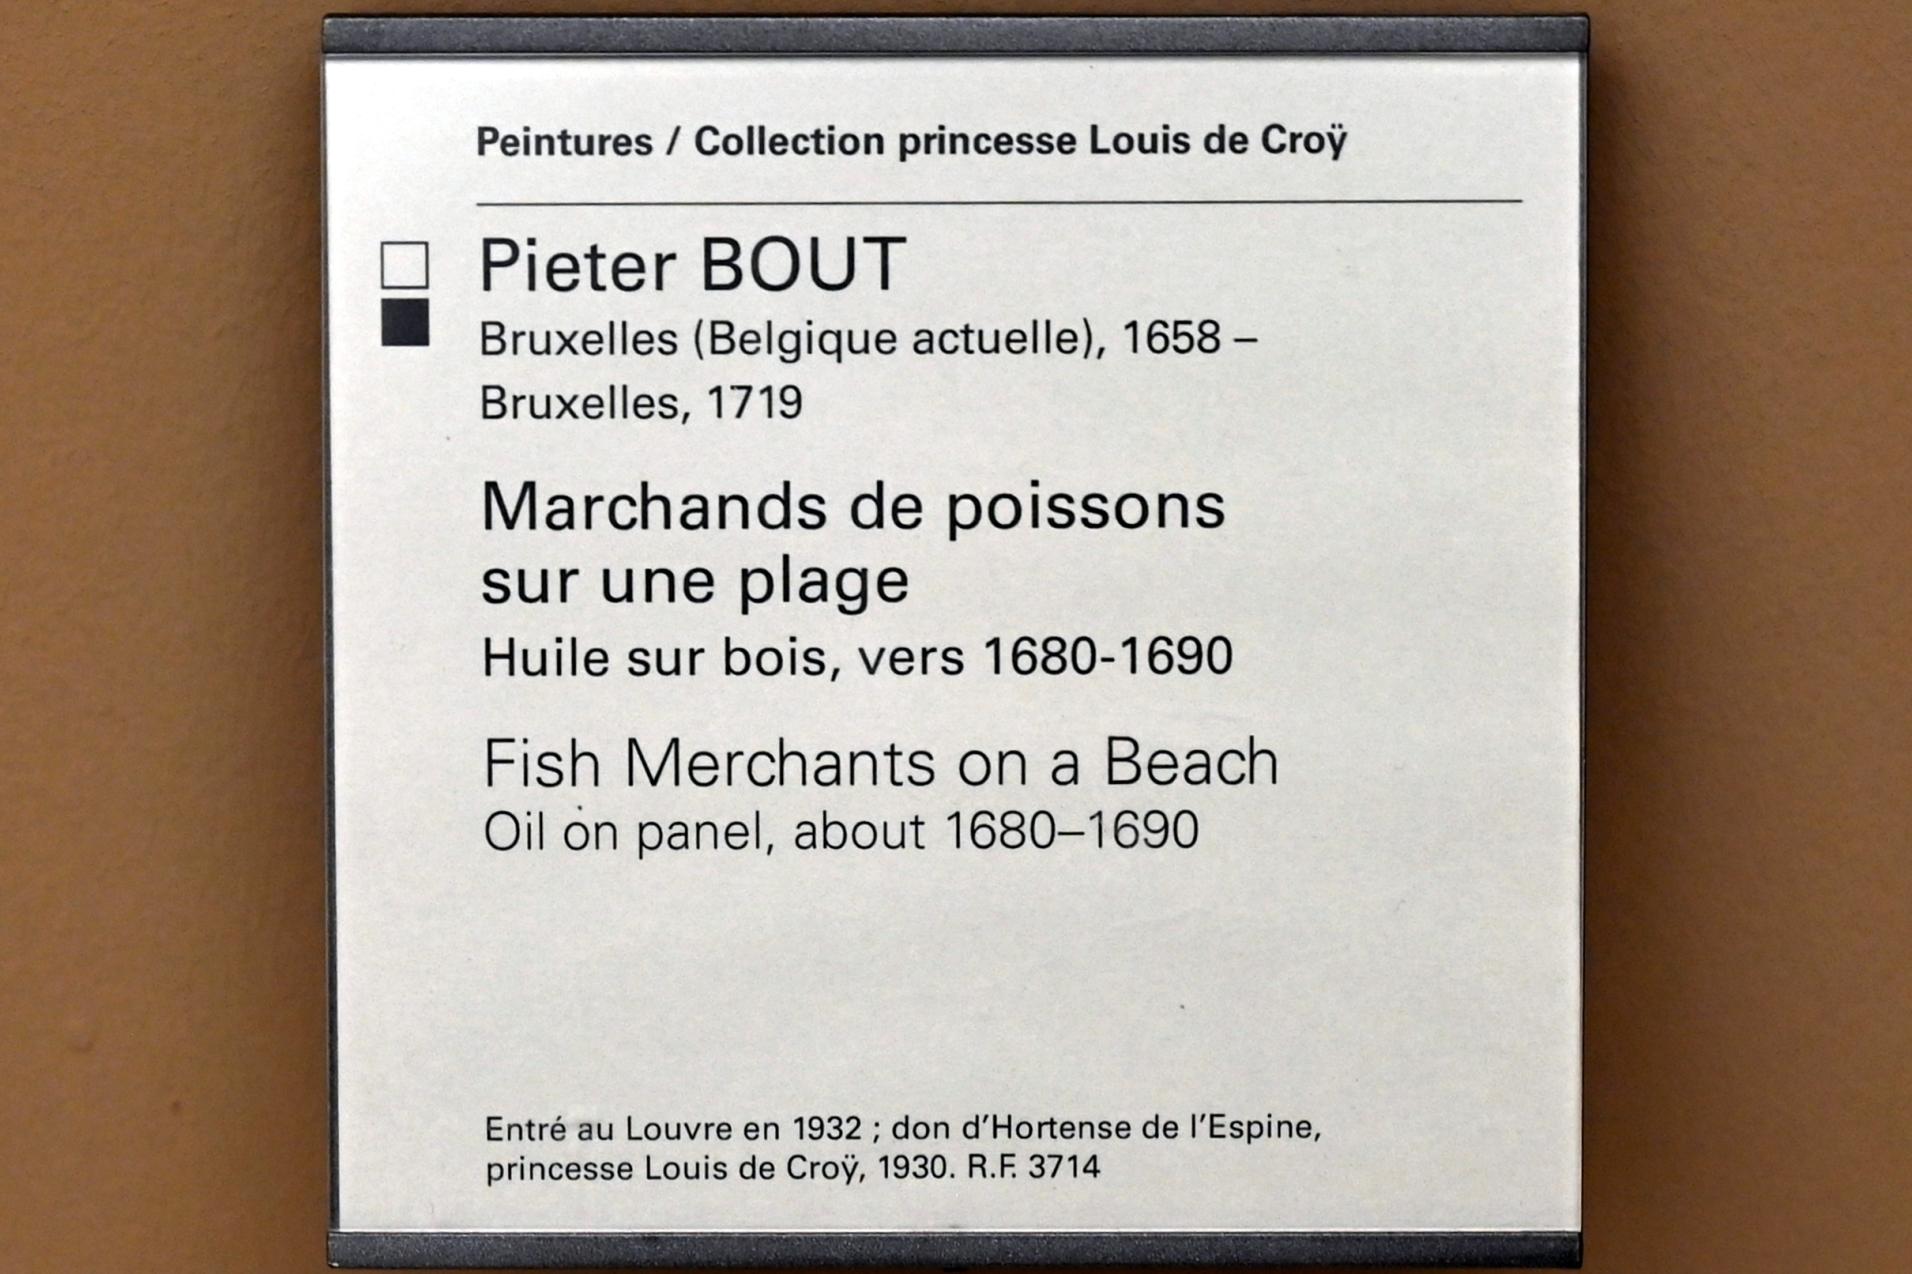 Peintures / Collection princesse Louis de Croÿ
Pieter BOUT
Bruxelles (Belgique actuelle), 1658 –
Bruxelles, 1719
Marchands de poissons
sur une plage
Huile sur bois, vers 1680-1690
Fish Merchants on a Beach
Oil on panel, about 1680–1690
Entré au Louvre en 1932 ; don d’Hortense de l’Espine,
princesse Louis de Croÿ, 1930. R.F. 3714